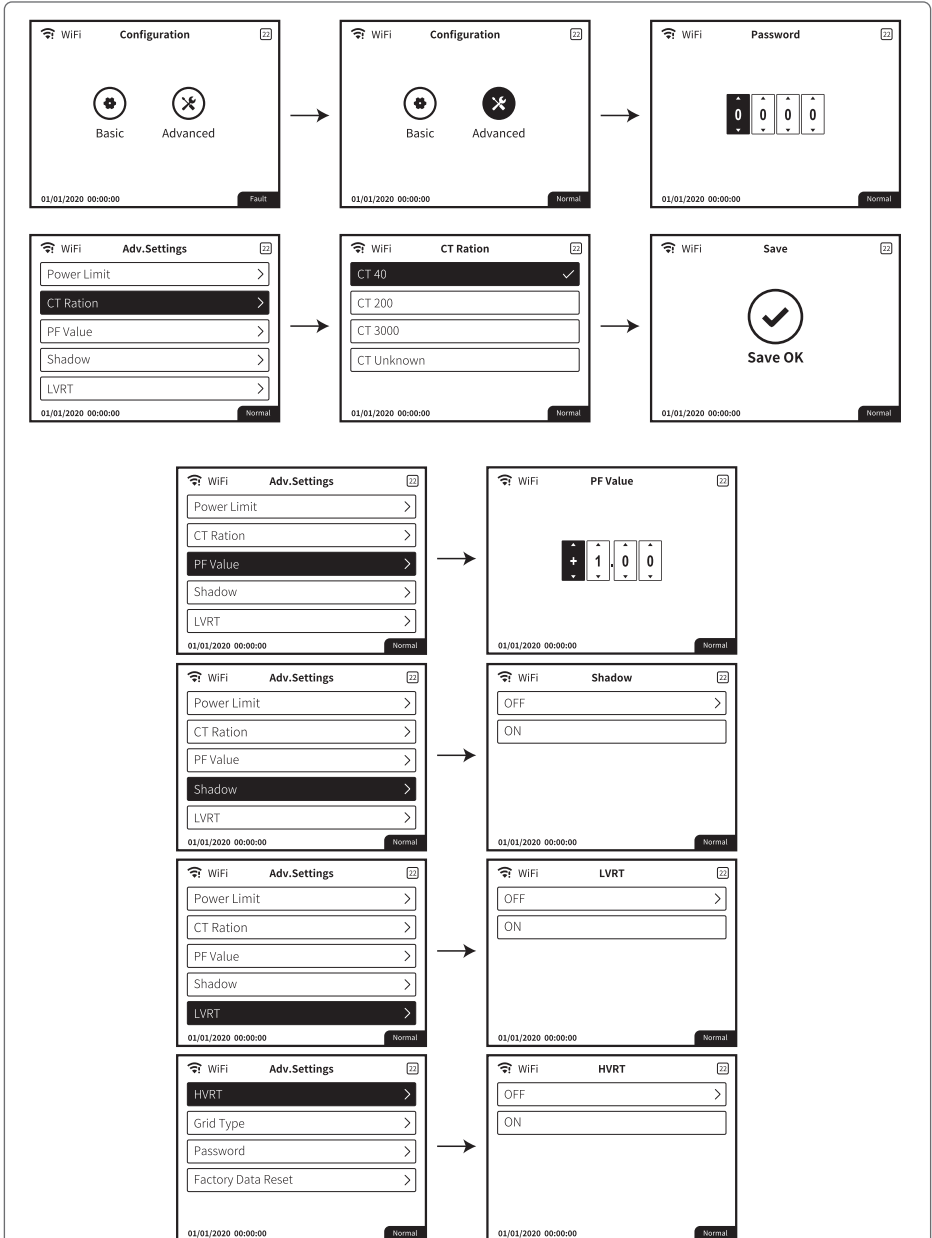 WiFi Configuration 22
Basic Advanced
01/01/2020 00:00:00 Fault
WiFi Configuration 22
Basic Advanced
01/01/2020 00:00:00 Normal
WiFi Password 22
0 0 0 0
01/01/2020 00:00:00 Normal
WiFi Adv.Settings 22
Power Limit
CT Ration
PF Value
Shadow
LVRT
01/01/2020 00:00:00 Normal
WiFi CT Ration 22
CT 40
CT 200
CT 3000
CT Unknown
01/01/2020 00:00:00 Normal
WiFi Save 22
Save OK
01/01/2020 00:00:00 Normal
WiFi Adv.Settings 22
Power Limit
CT Ration
PF Value
Shadow
LVRT
01/01/2020 00:00:00 Normal
WiFi PF Value 22
+ 1 . 0 0
01/01/2020 00:00:00 Normal
WiFi Adv.Settings 22
Power Limit
CT Ration
PF Value
Shadow
LVRT
01/01/2020 00:00:00 Normal
WiFi Shadow 22
OFF
ON
01/01/2020 00:00:00 Normal
WiFi Adv.Settings 22
Power Limit
CT Ration
PF Value
Shadow
LVRT
01/01/2020 00:00:00 Normal
WiFi LVRT 22
OFF
ON
01/01/2020 00:00:00 Normal
WiFi Adv.Settings 22
HVRT
Grid Type
Password
Factory Data Reset
01/01/2020 00:00:00 Normal
WiFi HVRT 22
OFF
ON
01/01/2020 00:00:00 Normal